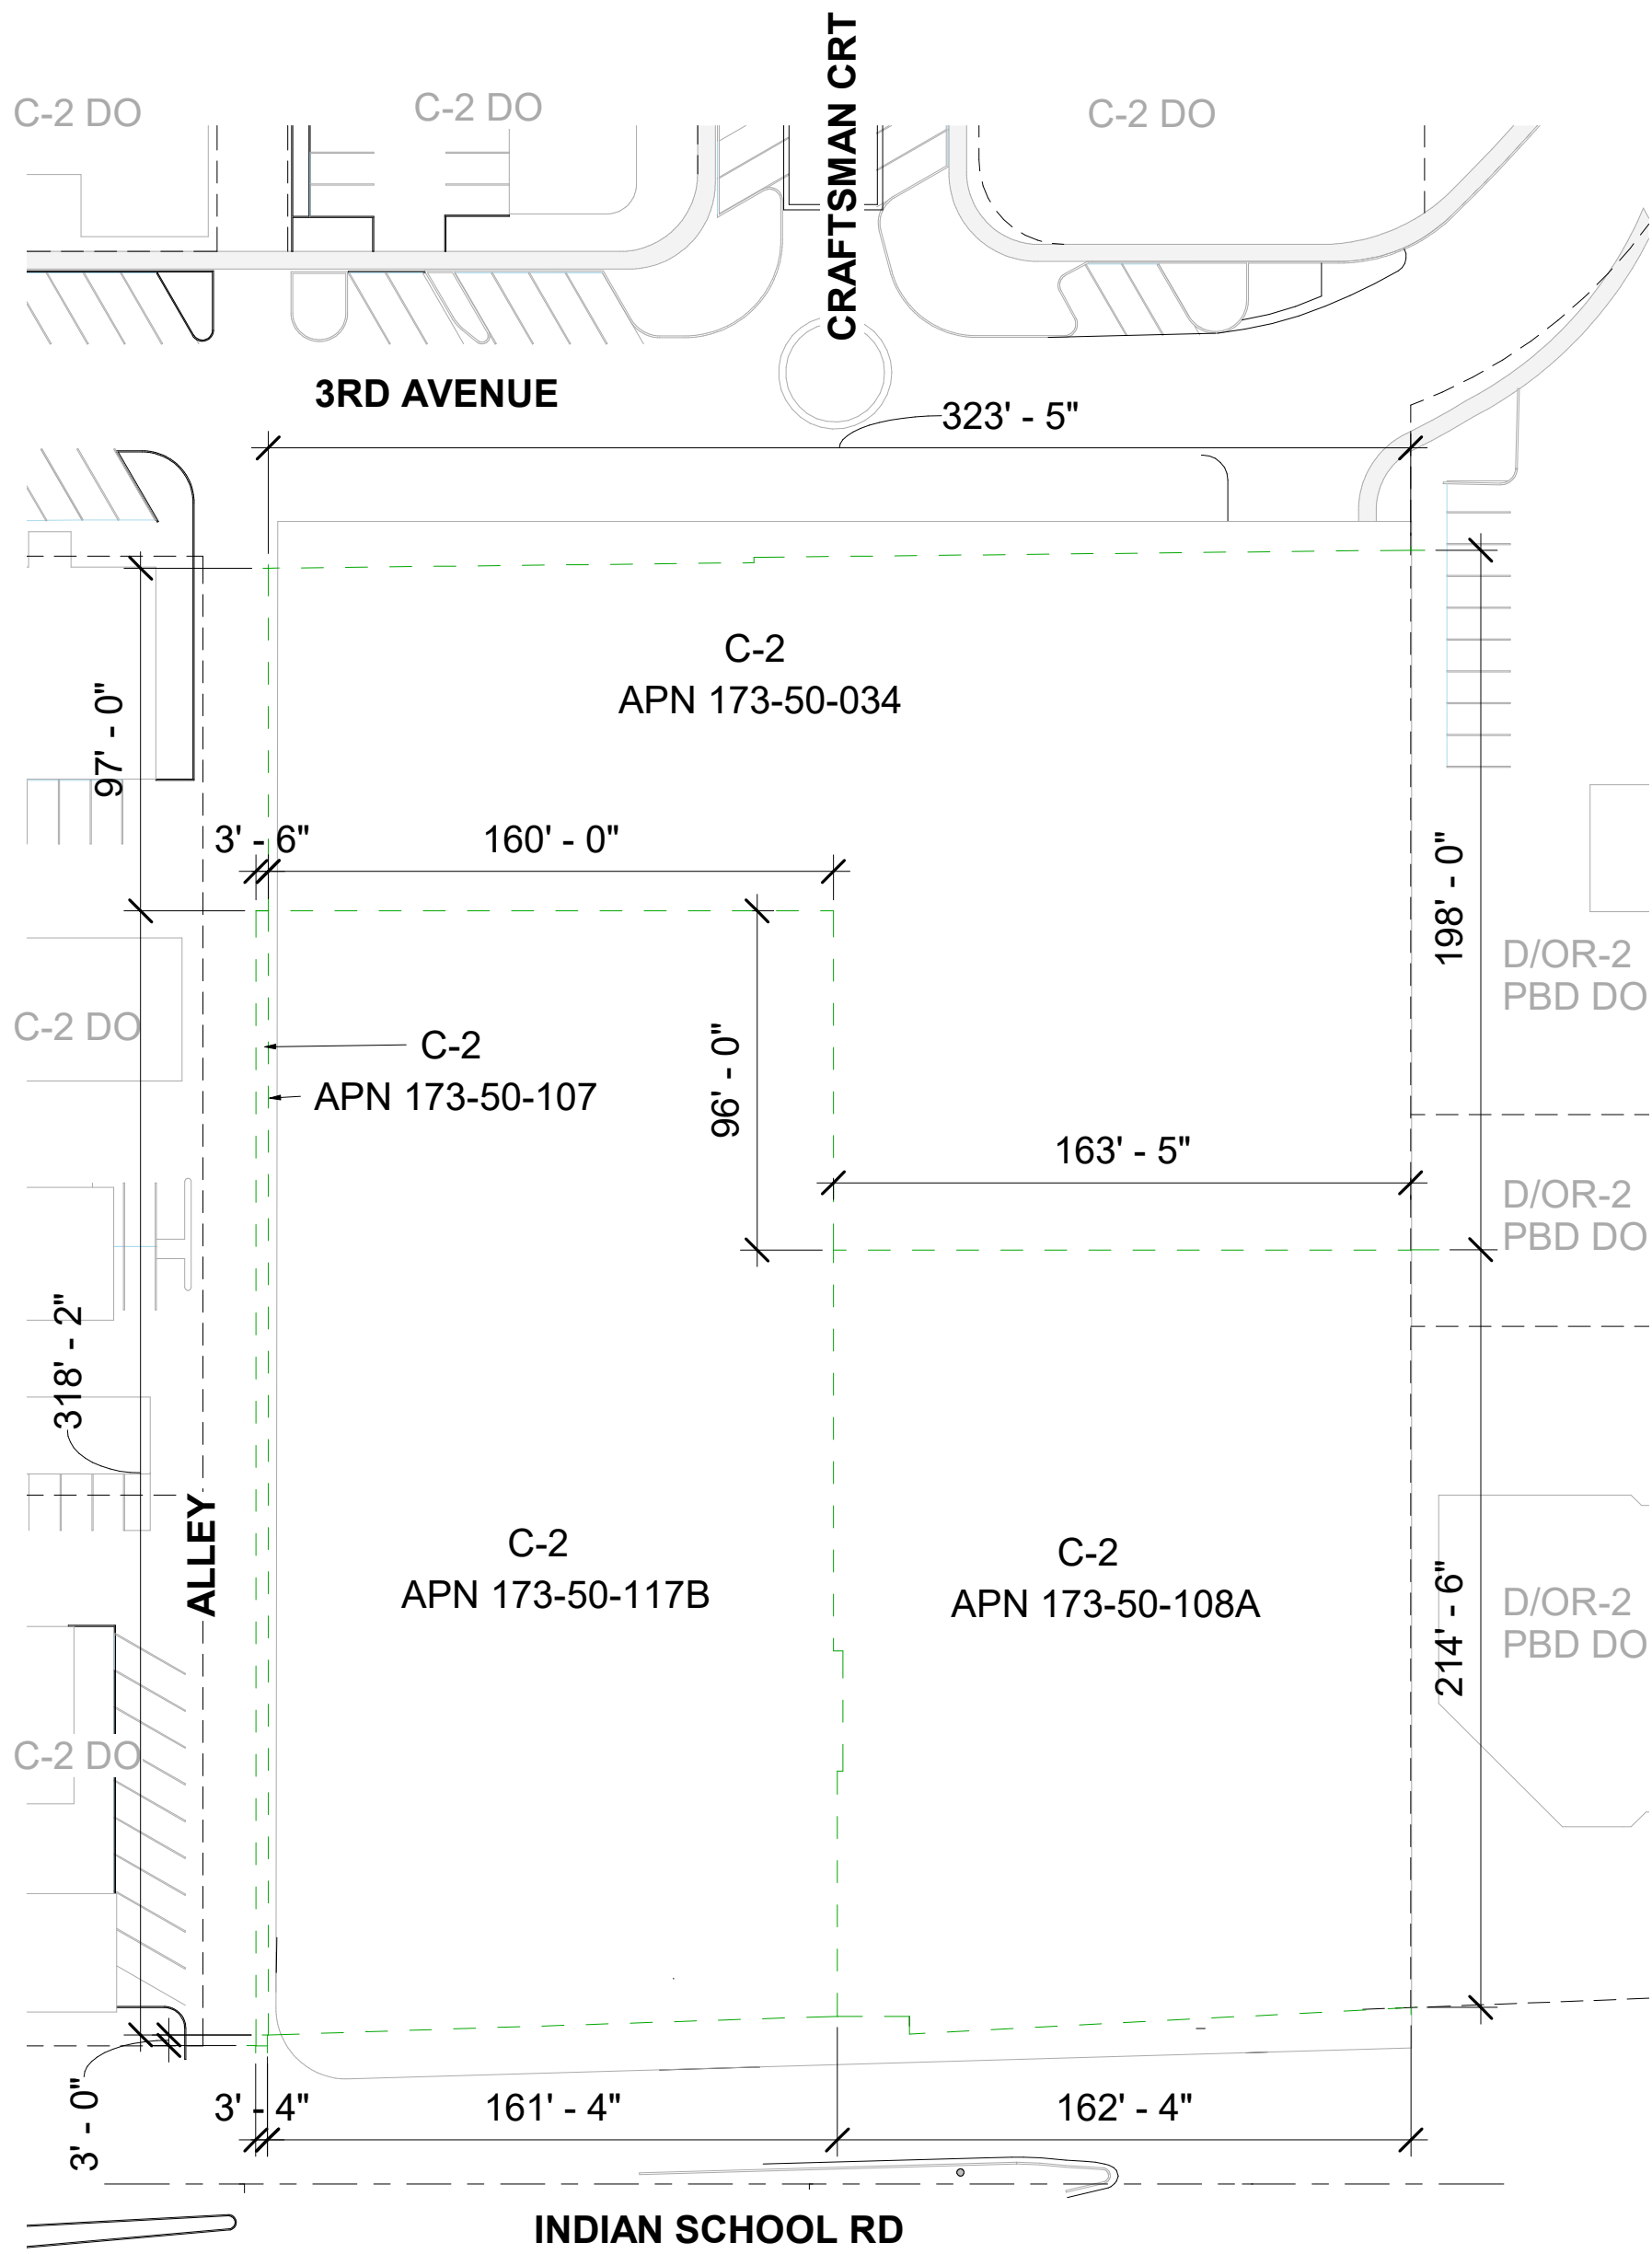 CRAFTSMAN CRT
C-2 DO
C-2 DO
C-2 DO
3RD AVENUE
323' - 5"
C-2
APN 173-50-034
97' - 0"
3' - 6"
160' - 0"
198' - 0"
D/OR-2
PBD DO
C-2 DO
C-2
APN 173-50-107
96' - 0"
163' - 5"
D/OR-2
PBD DO
318' - 2"
ALLEY
C-2
APN 173-50-117B
C-2
APN 173-50-108A
214' - 6"
D/OR-2
PBD DO
C-2 DO
3' - 0"
3' - 4"
161' - 4"
162' - 4"
INDIAN SCHOOL RD